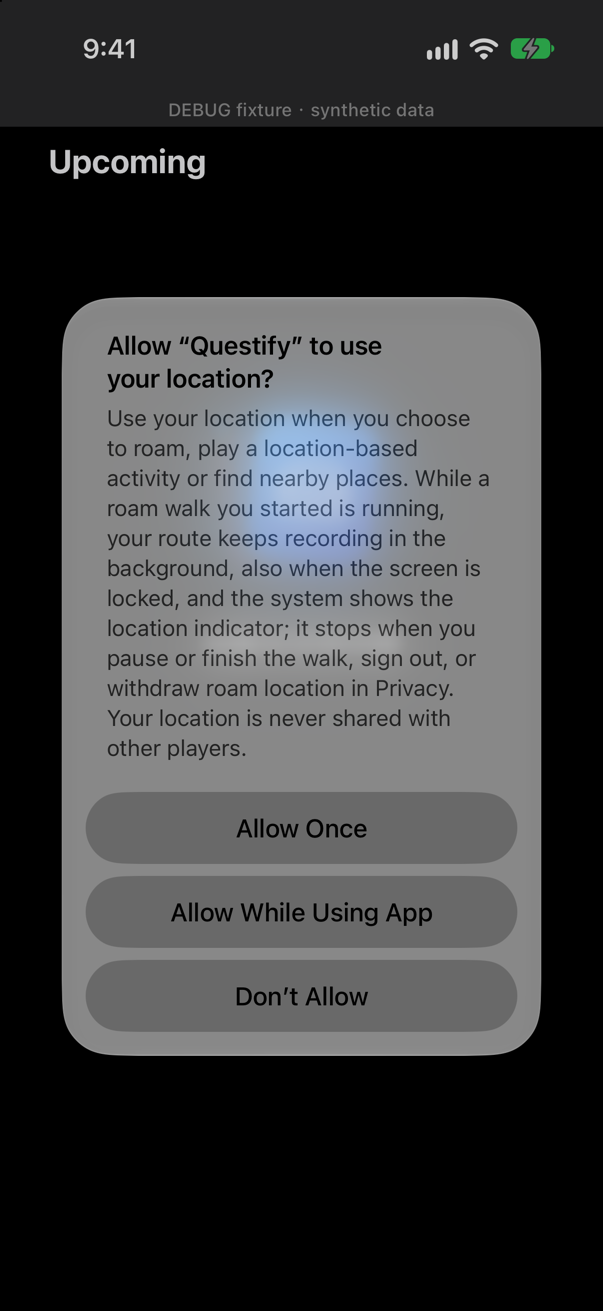 9:41
DEBUG fixture · synthetic data
Upcoming
Allow “Questify” to use
your location?
Use your location when you choose
to roam, play a location-based
activity or find nearby places. While a
roam walk you started is running,
your route keeps recording in the
background, also when the screen is
locked, and the system shows the
location indicator; it stops when you
pause or finish the walk, sign out, or
withdraw roam location in Privacy.
Your location is never shared with
other players.
Allow Once
Allow While Using App
Don’t Allow